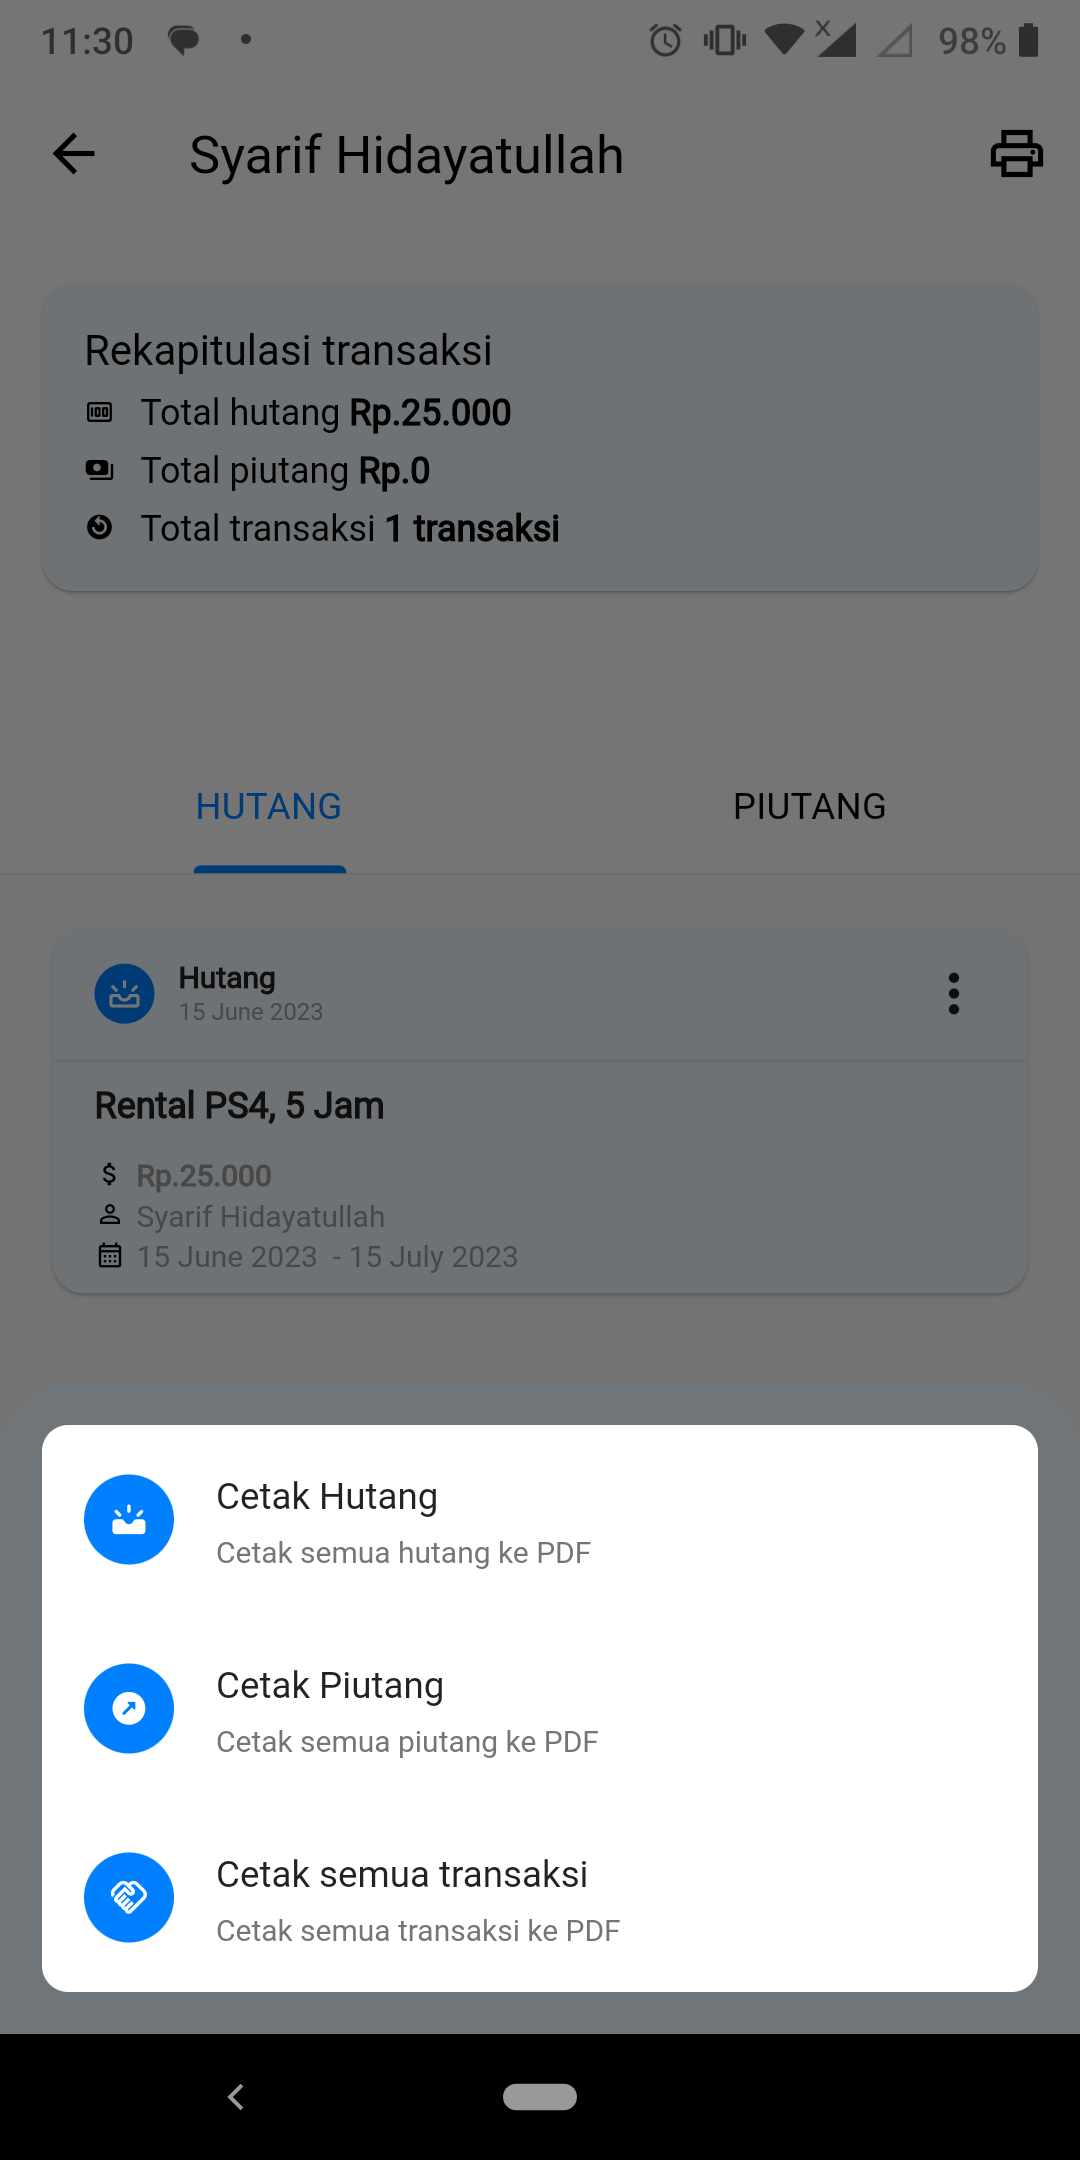 11:30
98%
Syarif Hidayatullah
Rekapitulasi transaksi
Total hutang Rp.25.000
Total piutang Rp.0
Total transaksi 1 transaksi
HUTANG
PIUTANG
Hutang
15 June 2023
Rental PS4, 5 Jam
Rp.25.000
Syarif Hidayatullah
15 June 2023 - 15 July 2023
Cetak Hutang
Cetak semua hutang ke PDF
Cetak Piutang
Cetak semua piutang ke PDF
Cetak semua transaksi
Cetak semua transaksi ke PDF